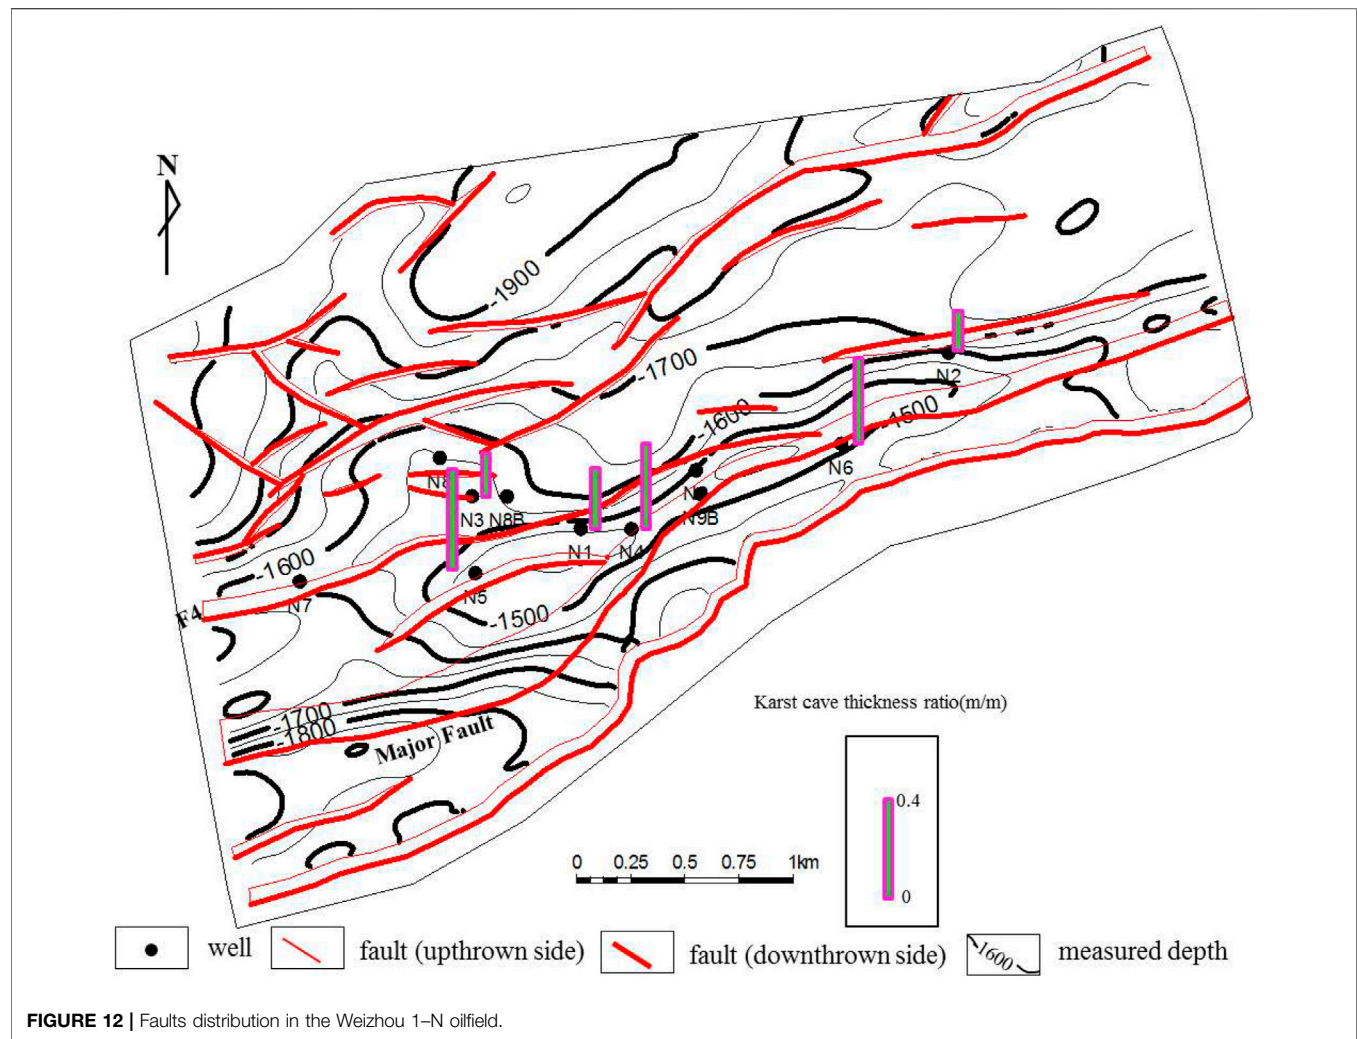 N
-1900
-1700
-1600
-1500
N2
N6
N8
N3
N8B
N9B
N1
N4
-1600
N7
N5
F4
-1500
-1700
-1800
Major Fault
Karst cave thickness ratio(m/m)
0.4
0
0 0.25 0.5 0.75 1km
well
fault (upthrown side)
fault (downthrown side)
-1600
measured depth
FIGURE 12 | Faults distribution in the Weizhou 1–N oilfield.